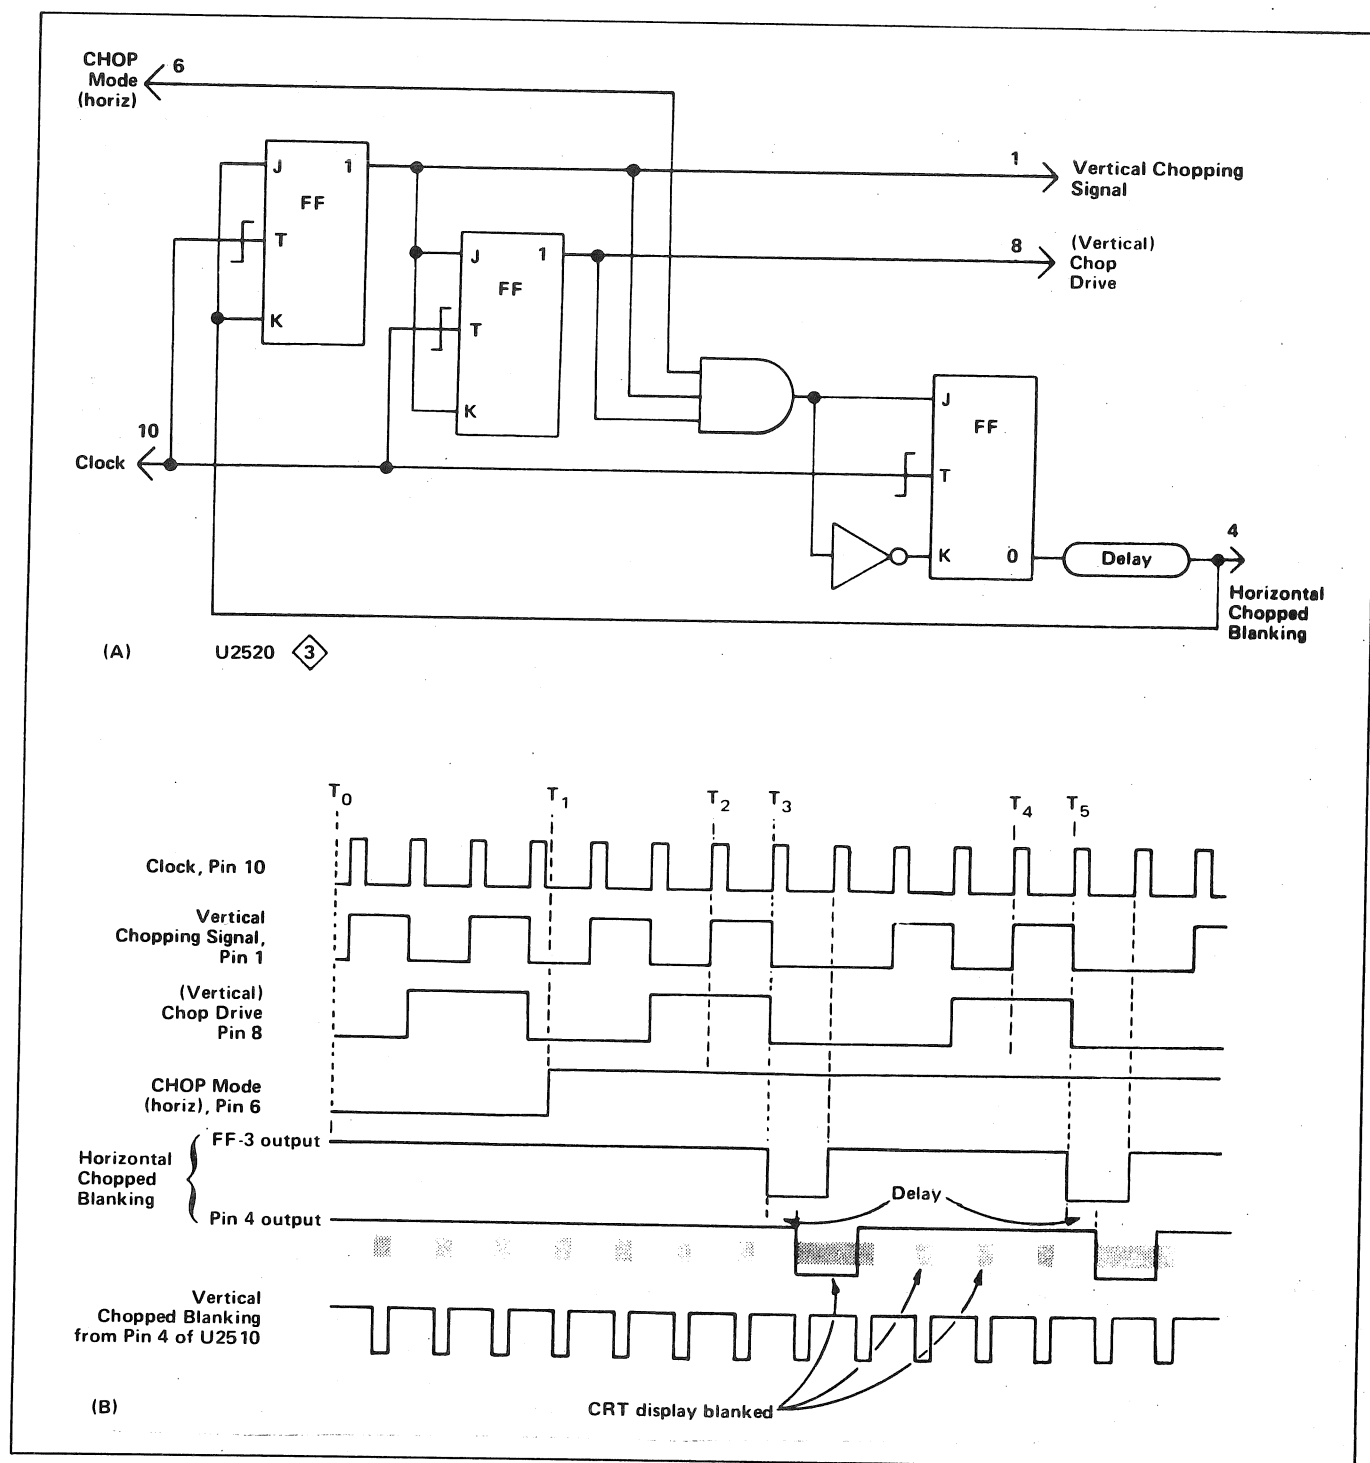 CHOP
Mode
(horiz)
6
J
1
FF
T
K
1
Vertical Chopping
Signal
J
1
FF
T
K
8
(Vertical)
Chop
Drive
10
Clock
J
FF
T
K
0
Delay
4
Horizontal
Chopped
Blanking
(A)
U2520
3
T0
T1
T2
T3
T4
T5
Clock, Pin 10
Vertical
Chopping Signal,
Pin 1
(Vertical)
Chop Drive
Pin 8
CHOP Mode
(horiz), Pin 6
FF-3 output
Horizontal
Chopped
Blanking
Delay
Pin 4 output
Vertical
Chopped Blanking
from Pin 4 of U2510
CRT display blanked
(B)